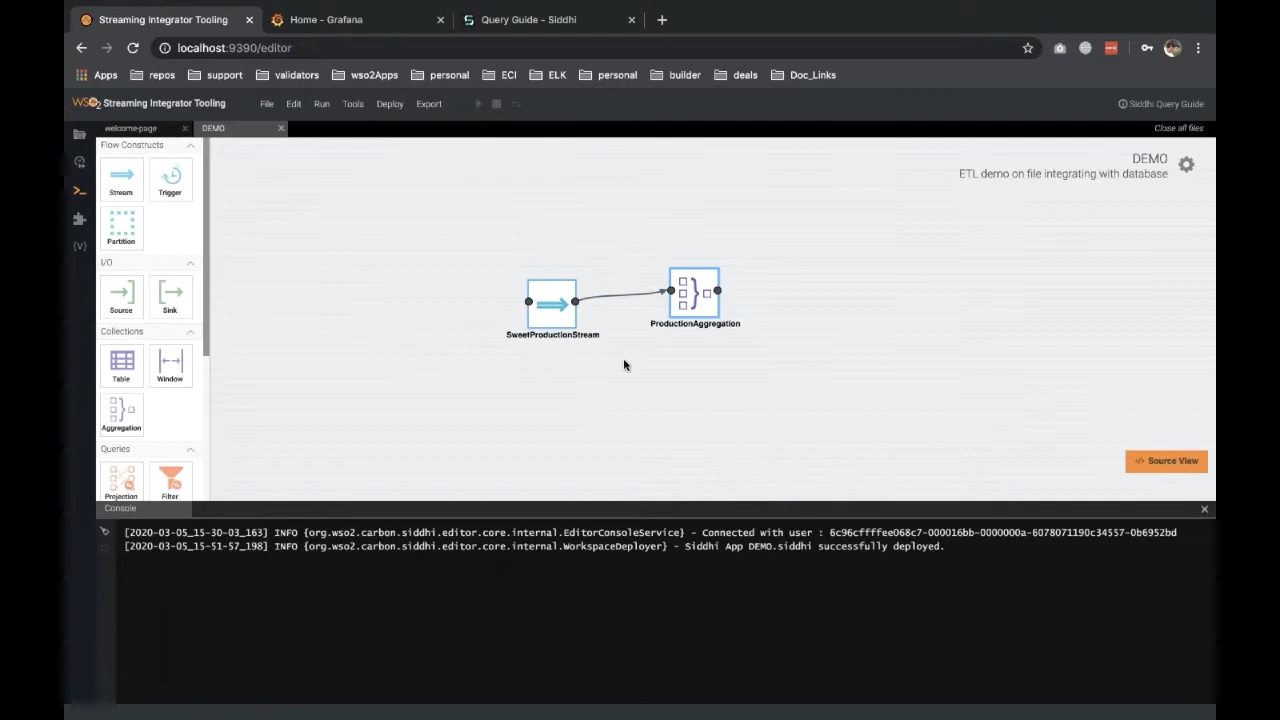 Streaming Integrator Tooling
Home - Grafana
Query Guide - Siddhi
localhost:9390/editor
Apps repos support validators wso2Apps personal ECI ELK personal builder deals Doc_Links
WSO2 Streaming Integrator Tooling File Edit Run Tools Deploy Export Siddhi Query Guide
welcome-page DEMO Close all files
Flow Constructs
Stream Trigger
Partition
I/O
Source Sink
Collections
Table Window
Aggregation
Queries
Projection Filter
DEMO
ETL demo on file integrating with database
SweetProductionStream
ProductionAggregation
</> Source View
Console
[2020-03-05_15-30-03_163] INFO {org.wso2.carbon.siddhi.editor.core.internal.EditorConsoleService} - Connected with user : 6c96cffffee068c7-000016bb-0000000a-6078071190c34557-0b6952bd
[2020-03-05_15-51-57_198] INFO {org.wso2.carbon.siddhi.editor.core.internal.WorkspaceDeployer} - Siddhi App DEMO.siddhi successfully deployed.